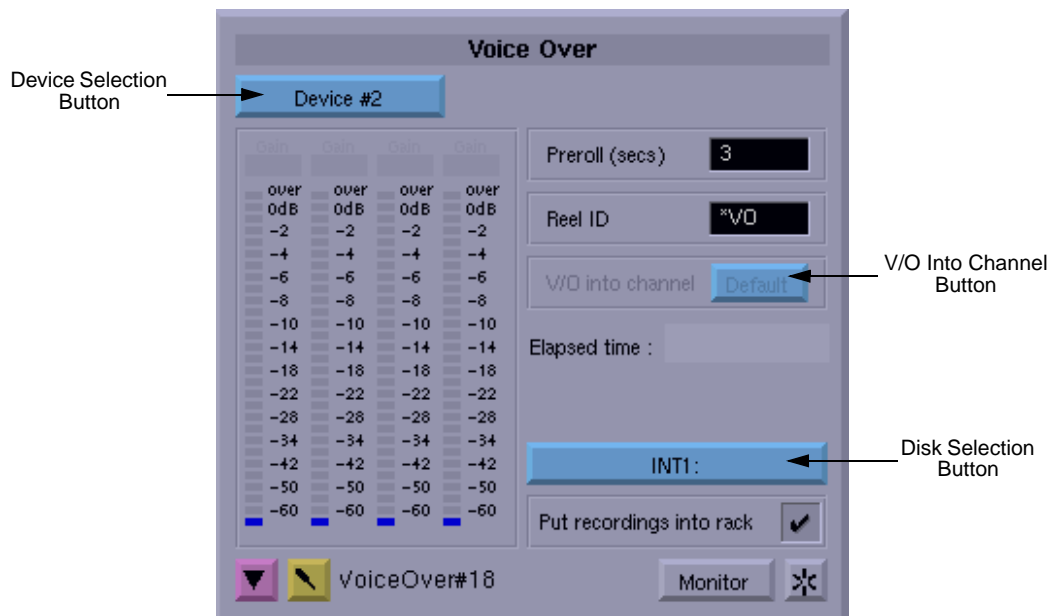 Voice Over
Device Selection
Button
Device #2
Gain Gain Gain Gain
over over over over
0dB 0dB 0dB 0dB
-2 -2 -2 -2
-4 -4 -4 -4
-6 -6 -6 -6
-8 -8 -8 -8
-10 -10 -10 -10
-14 -14 -14 -14
-18 -18 -18 -18
-22 -22 -22 -22
-28 -28 -28 -28
-34 -34 -34 -34
-42 -42 -42 -42
-50 -50 -50 -50
-60 -60 -60 -60
Preroll (secs) 3
Reel ID *VO
V/O into channel Default
V/O Into Channel
Button
Elapsed time :
INT1:
Disk Selection
Button
Put recordings into rack
VoiceOver#18
Monitor